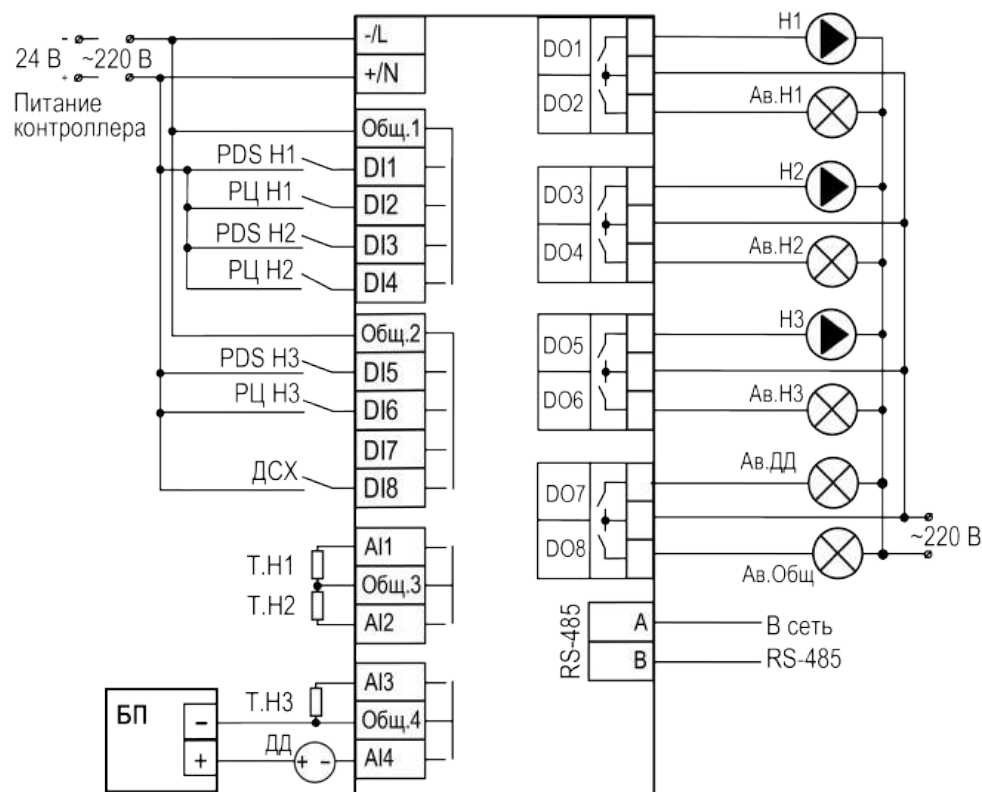 - 24 В ~220 В +
Питание
контроллера
-/L
+/N
Общ.1
PDS Н1
DI1
РЦ Н1
DI2
PDS Н2
DI3
РЦ Н2
DI4
Общ.2
PDS Н3
DI5
РЦ Н3
DI6
DI7
ДСХ
DI8
AI1
Т.Н1
Общ.3
Т.Н2
AI2
AI3
Т.Н3
Общ.4
БП
-
+
ДД
+ -
AI4
DO1
Н1
DO2
Ав.Н1
DO3
Н2
DO4
Ав.Н2
DO5
Н3
DO6
Ав.Н3
DO7
Ав.ДД
DO8
~220 В
Ав.Общ
RS-485
A
В сеть
B
RS-485